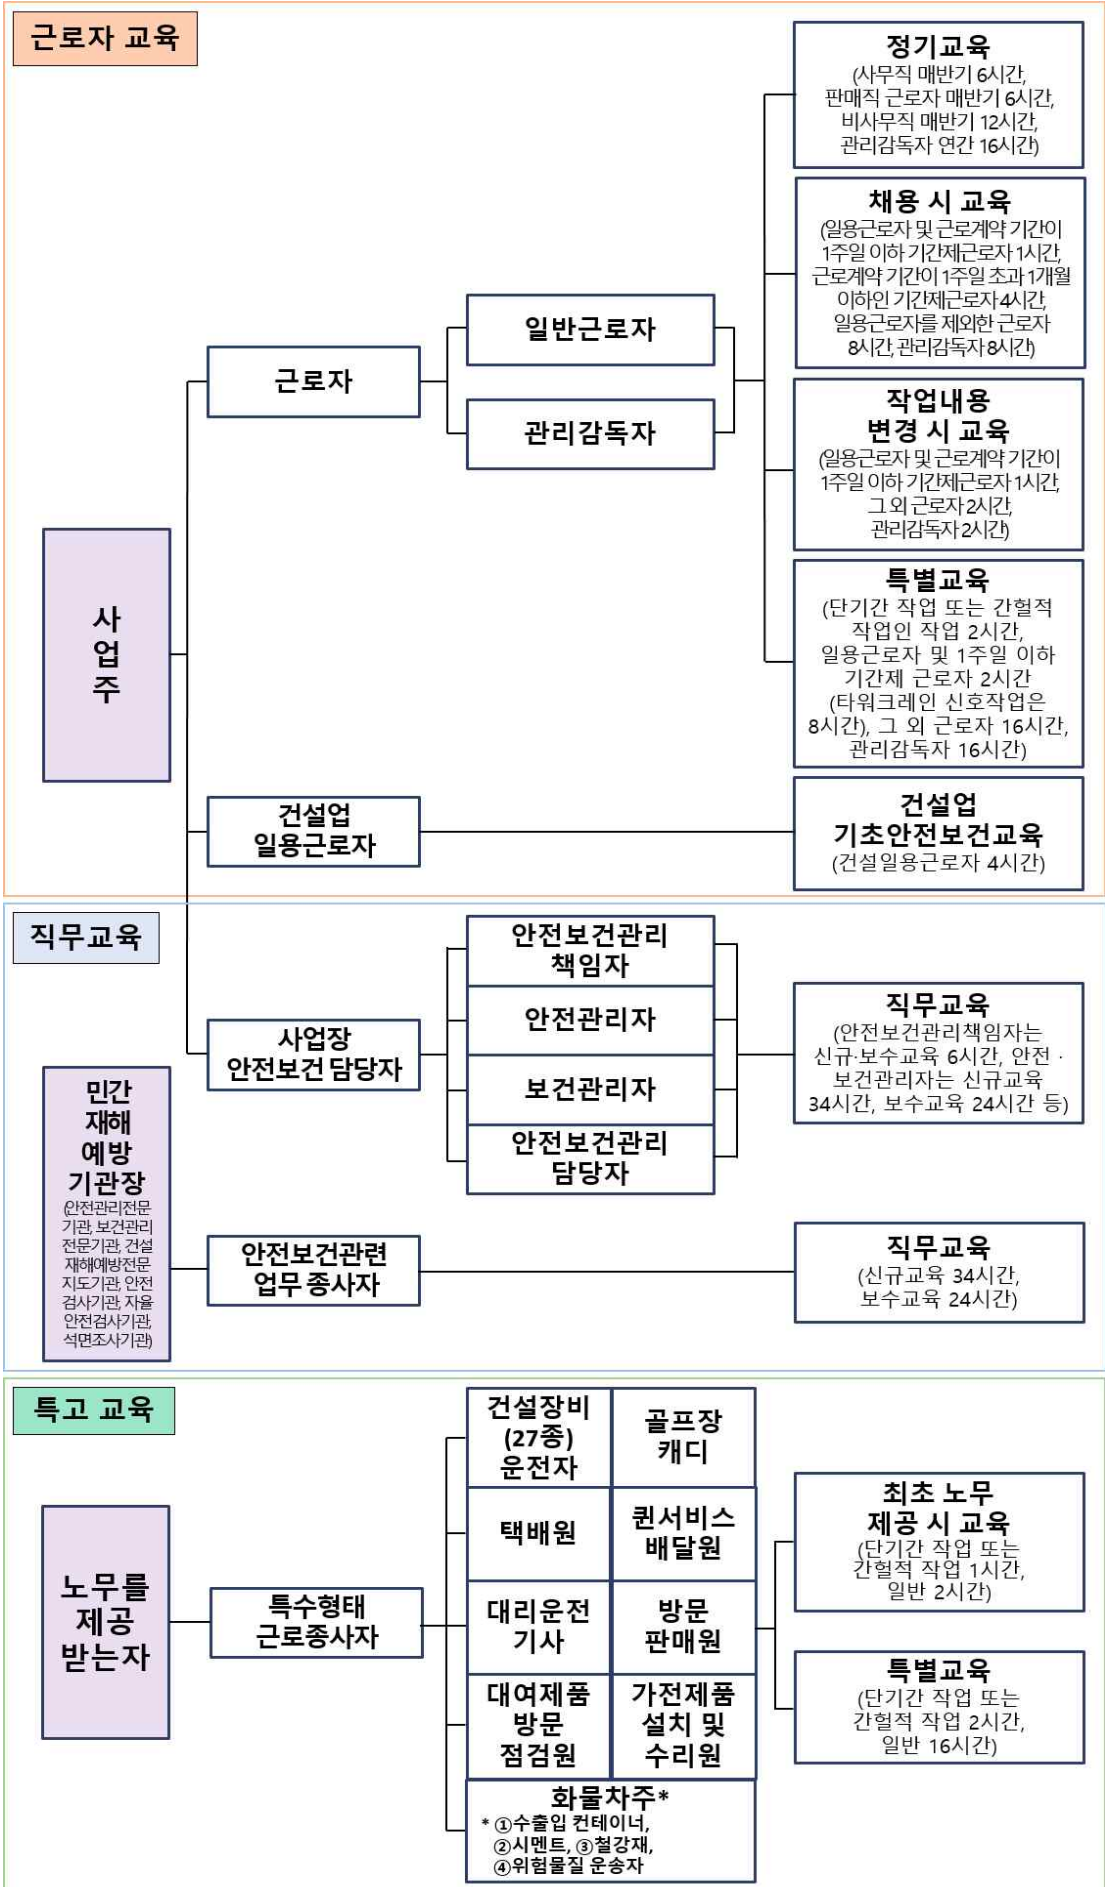 근로자 교육
정기교육
(사무직 매반기 6시간,
판매직 근로자 매반기 6시간,
비사무직 매반기 12시간,
관리감독자 연간 16시간)
채용 시 교육
(일용근로자 및 근로계약 기간이
1주일 이하 기간제근로자 1시간,
근로계약 기간이 1주일 초과 1개월
이하인 기간제근로자 4시간,
일용근로자를 제외한 근로자
8시간, 관리감독자 8시간)
일반근로자
근로자
관리감독자
작업내용
변경 시 교육
(일용근로자 및 근로계약 기간이
1주일 이하 기간제근로자 1시간,
그 외 근로자 2시간,
관리감독자 2시간)
사
업
주
특별교육
(단기간 작업 또는 간헐적
작업인 작업 2시간,
일용근로자 및 1주일 이하
기간제 근로자 2시간
(타워크레인 신호작업은
8시간), 그 외 근로자 16시간,
관리감독자 16시간)
건설업
일용근로자
건설업
기초안전보건교육
(건설일용근로자 4시간)
직무교육
안전보건관리
책임자
안전관리자
사업장
안전보건 담당자
보건관리자
안전보건관리
담당자
직무교육
(안전보건관리책임자는
신규·보수교육 6시간, 안전 ·
보건관리자는 신규교육
34시간, 보수교육 24시간 등)
민간
재해
예방
기관장
(안전관리전문
기관, 보건관리
전문기관, 건설
재해예방전문
지도기관, 안전
검사기관, 자율
안전검사기관,
석면조사기관)
안전보건관련
업무 종사자
직무교육
(신규교육 34시간,
보수교육 24시간)
특고 교육
건설장비
(27종)
운전자
골프장
캐디
택배원
퀵서비스
배달원
노무를
제공
받는자
특수형태
근로종사자
대리운전
기사
방문
판매원
대여제품
방문
점검원
가전제품
설치 및
수리원
화물차주*
* ①수출입 컨테이너,
②시멘트, ③철강재,
④위험물질 운송자
최초 노무
제공 시 교육
(단기간 작업 또는
간헐적 작업 1시간,
일반 2시간)
특별교육
(단기간 작업 또는
간헐적 작업 2시간,
일반 16시간)